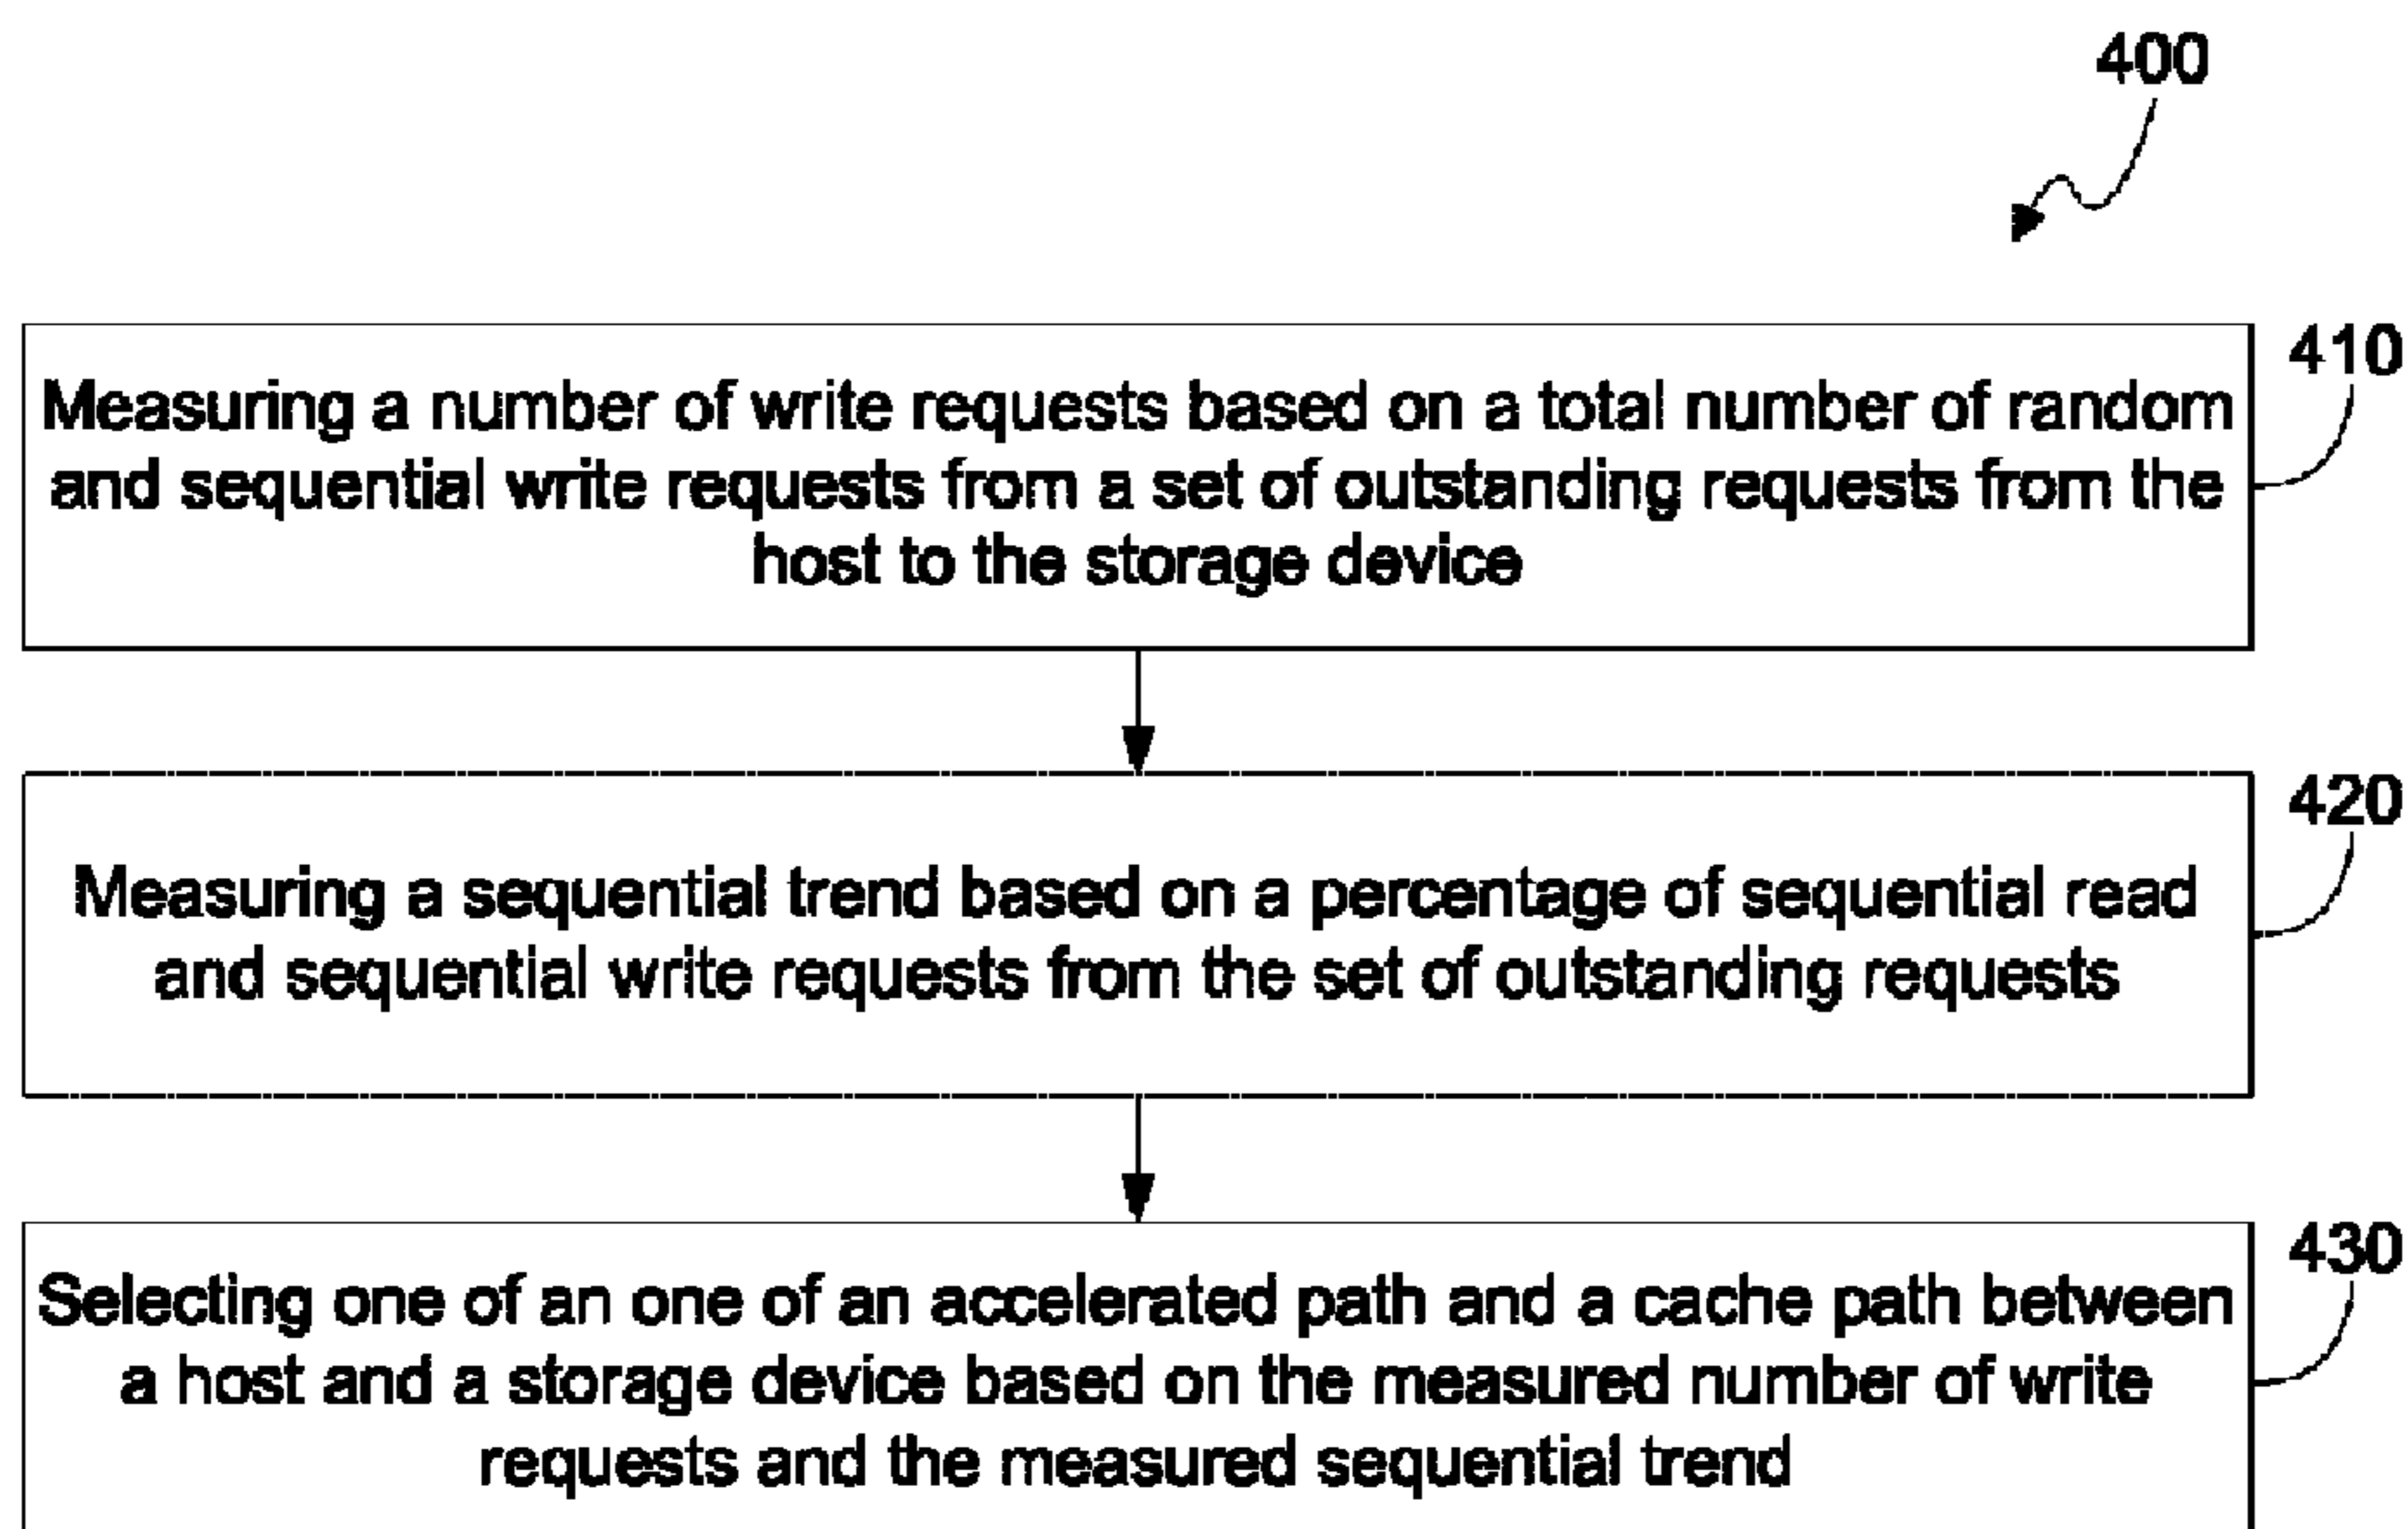 400
410
Measuring a number of write requests based on a total number of random
and sequential write requests from a set of outstanding requests from the
host to the storage device
420
Measuring a sequential trend based on a percentage of sequential read
and sequential write requests from the set of outstanding requests
430
Selecting one of an one of an accelerated path and a cache path between
a host and a storage device based on the measured number of write
requests and the measured sequential trend